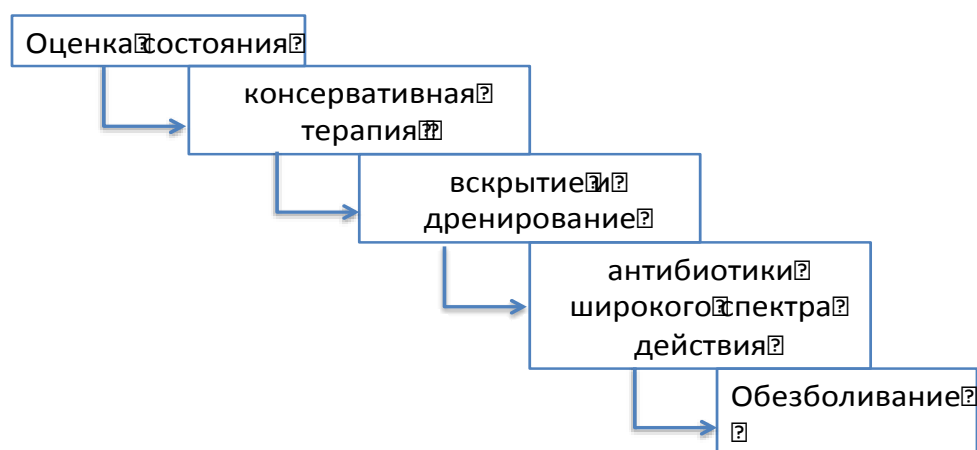 Оценка состояния
консервативная
терапия
вскрытие и
дренирование
антибиотики
широкого спектра
действия
Обезболивание